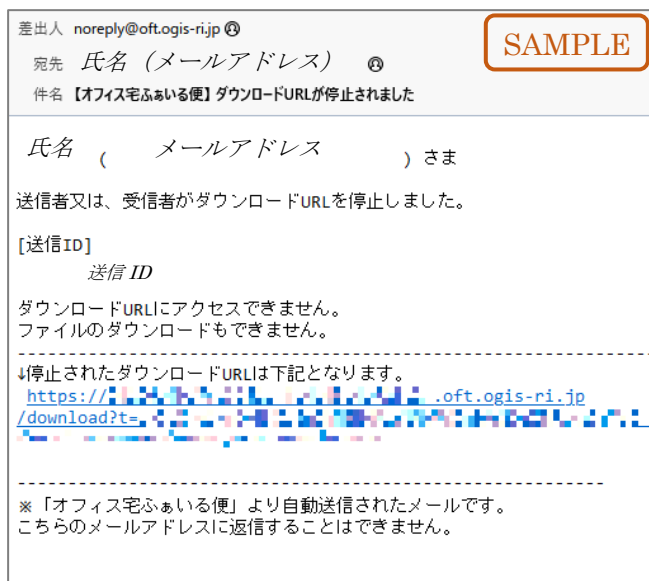 差出人 noreply@oft.ogis-ri.jp
SAMPLE
宛先 氏名（メールアドレス）
件名 【オフィス宅ふぁいる便】ダウンロードURLが停止されました
氏名 （ メールアドレス ）さま
送信者又は、受信者がダウンロードURLを停止しました。
[送信ID]
送信 ID
ダウンロードURLにアクセスできません。
ファイルのダウンロードもできません。
----------------------------------------------------------------
↓停止されたダウンロードURLは下記となります。
https:// .oft.ogis-ri.jp
/download?t=
----------------------------------------------------------
※「オフィス宅ふぁいる便」より自動送信されたメールです。
こちらのメールアドレスに返信することはできません。